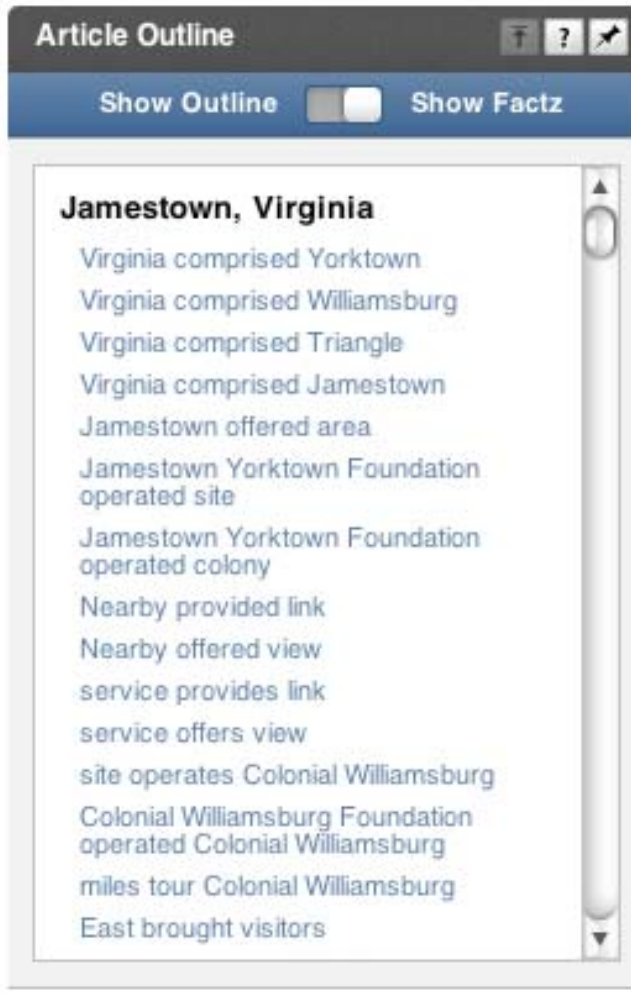 Article Outline
?
Show Outline Show Factz
Jamestown, Virginia
Virginia comprised Yorktown
Virginia comprised Williamsburg
Virginia comprised Triangle
Virginia comprised Jamestown
Jamestown offered area
Jamestown Yorktown Foundation
operated site
Jamestown Yorktown Foundation
operated colony
Nearby provided link
Nearby offered view
service provides link
service offers view
site operates Colonial Williamsburg
Colonial Williamsburg Foundation
operated Colonial Williamsburg
miles tour Colonial Williamsburg
East brought visitors